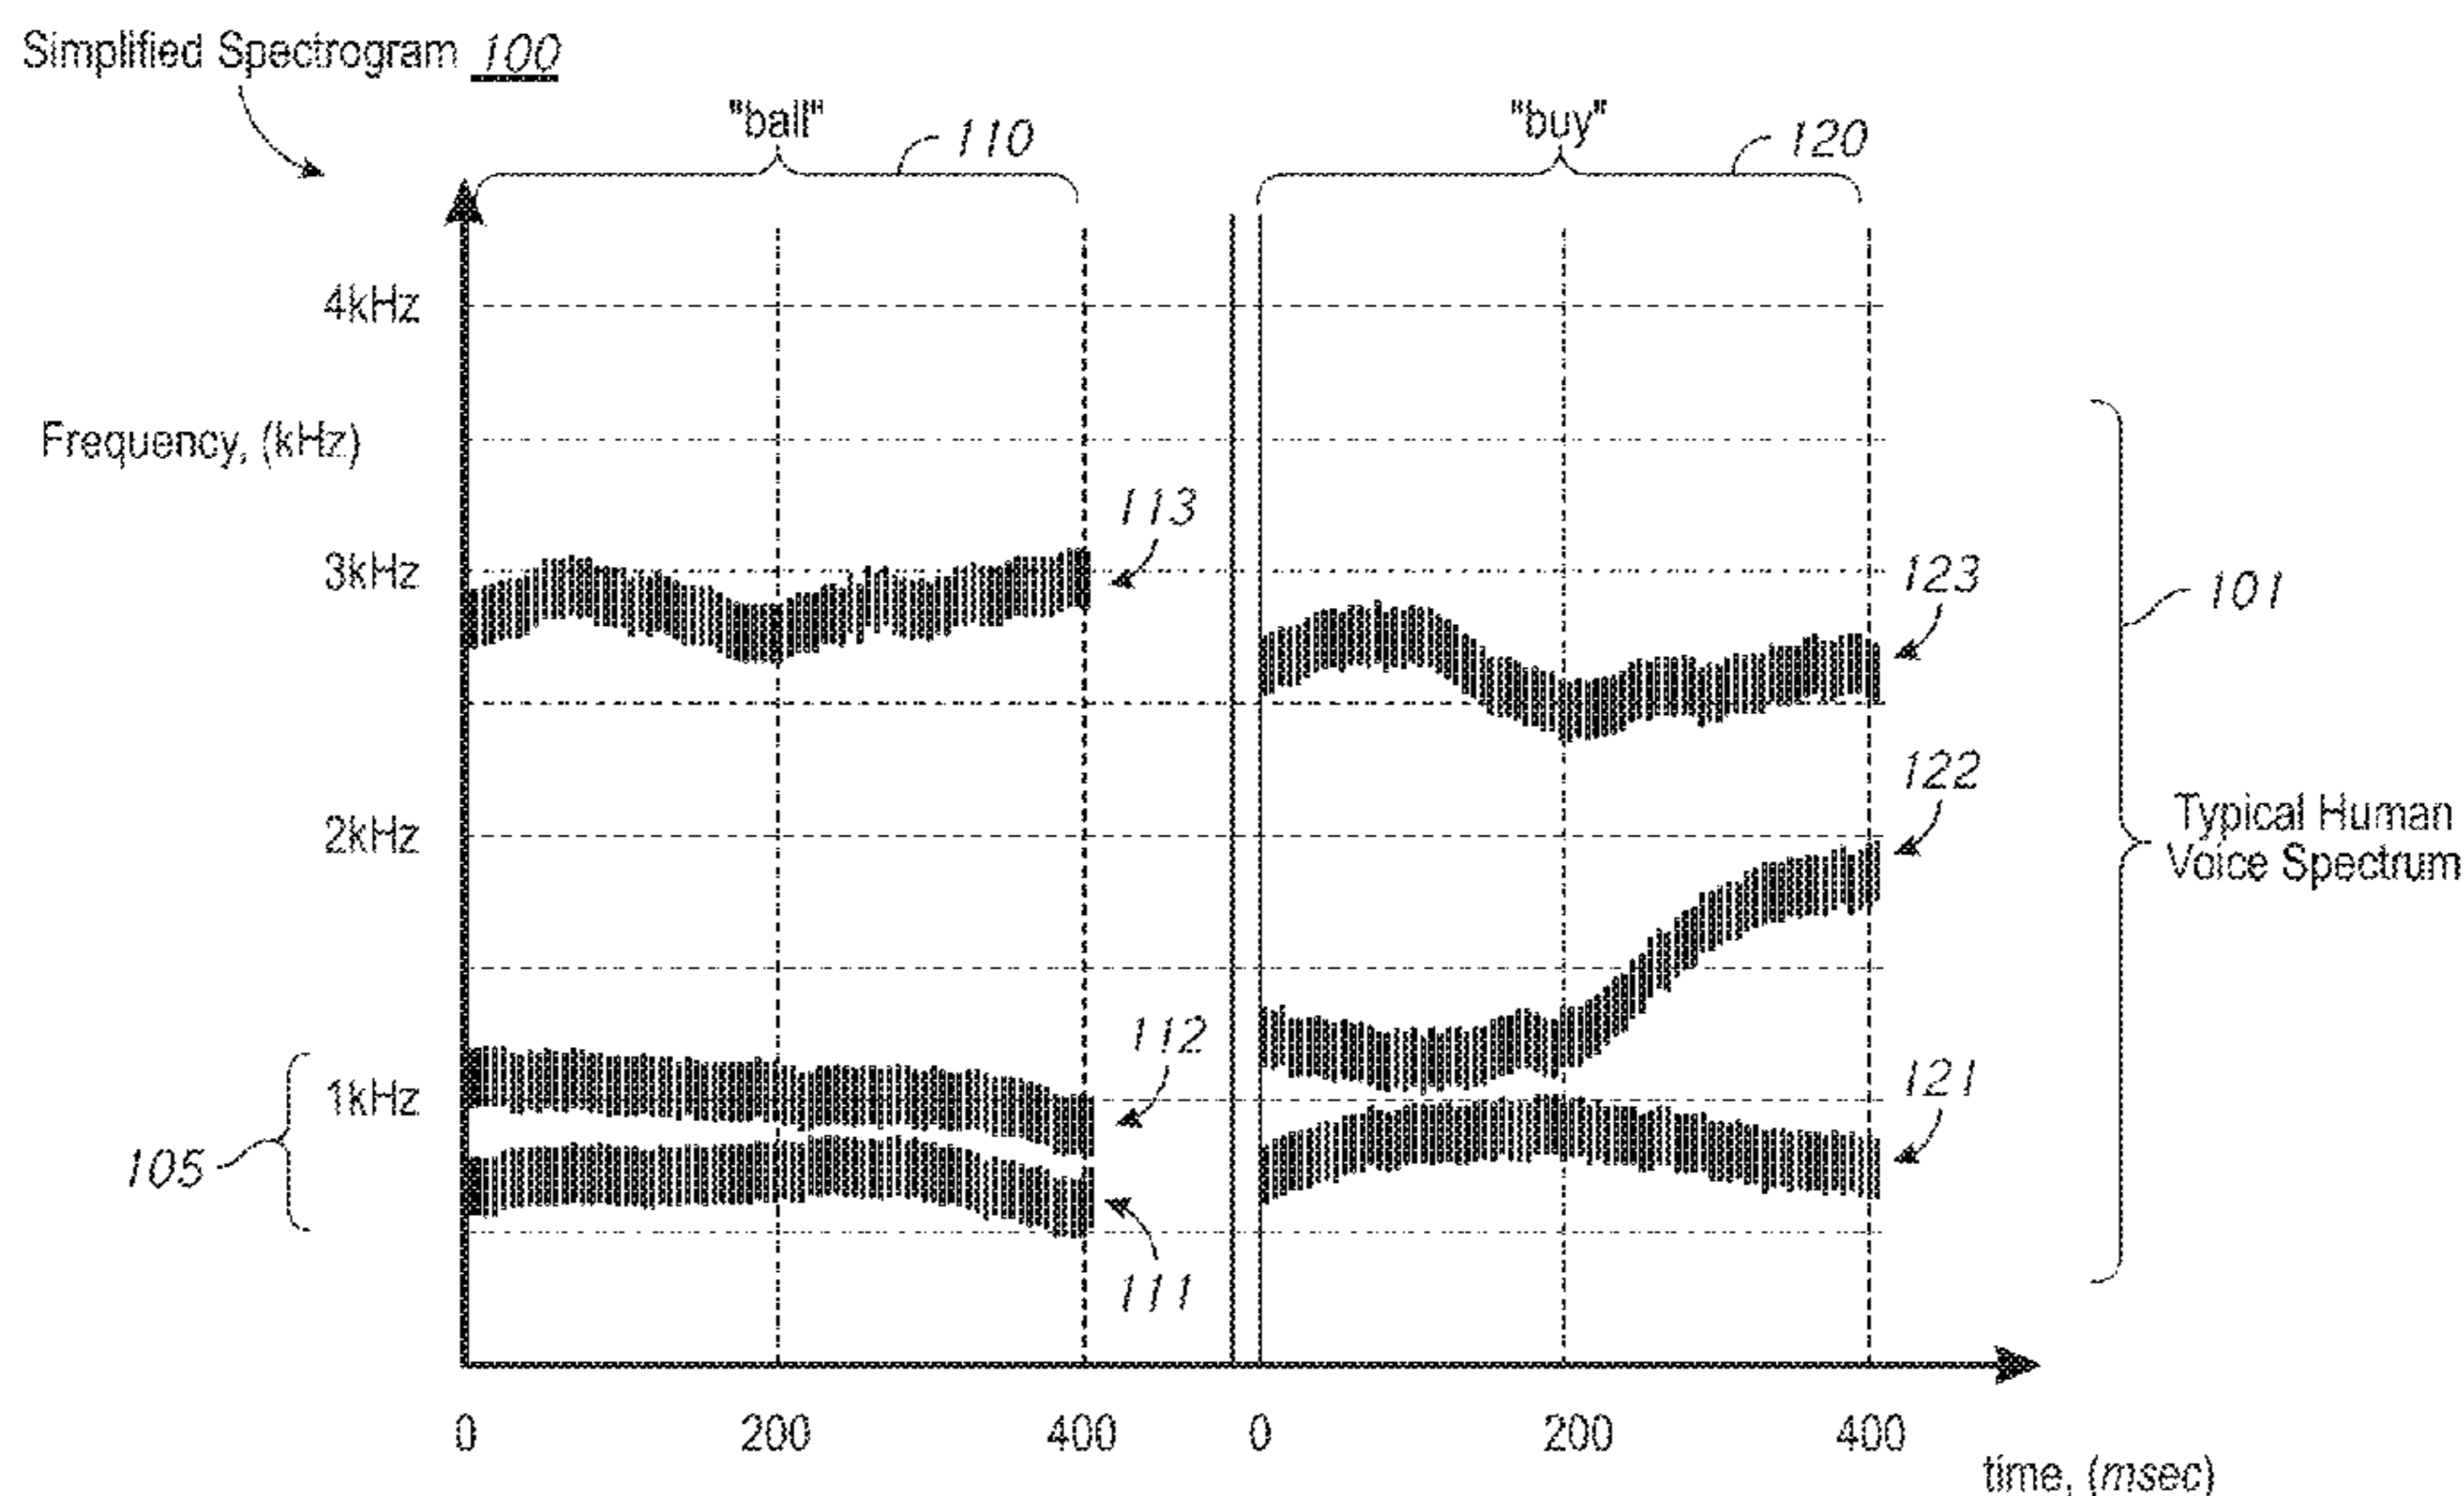 Simplified Spectrogram 100
"ball"
110
"buy"
120
4kHz
Frequency, (kHz)
113
3kHz
123
101
122
2kHz
Typical Human
Voice Spectrum
112
121
1kHz
105
111
0 200 400 0 200 400
time, (msec)